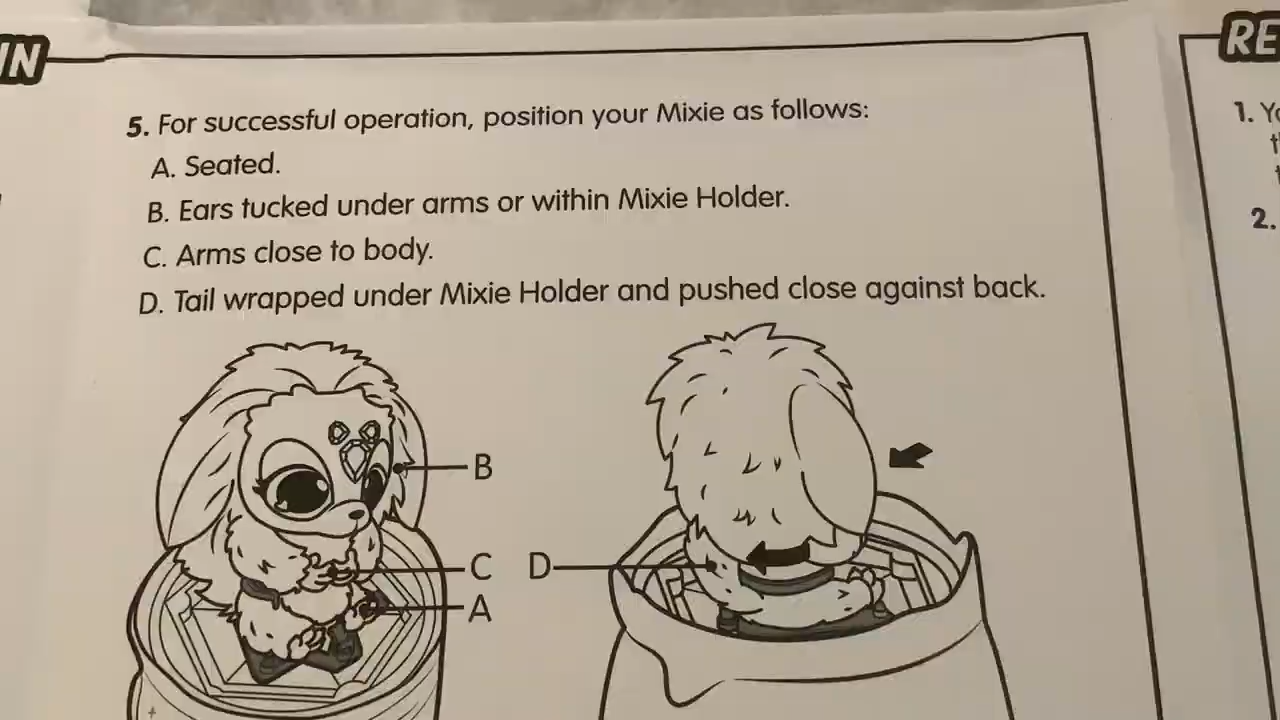 IN
5. For successful operation, position your Mixie as follows:
A. Seated.
B. Ears tucked under arms or within Mixie Holder.
C. Arms close to body.
D. Tail wrapped under Mixie Holder and pushed close against back.
B
C
D
A
RE
1.
2.